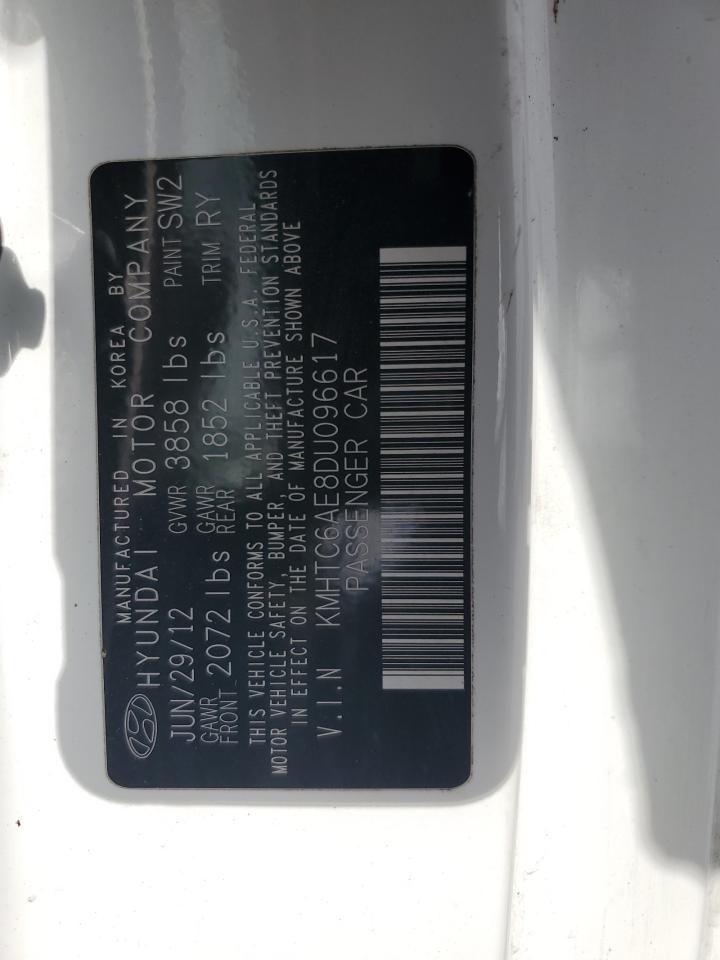 MANUFACTURED IN KOREA BY
HYUNDAI MOTOR COMPANY
JUN/29/12 GVWR 3858 lbs PAINT SW2
GAWR FRONT 2072 lbs GAWR REAR 1852 lbs TRIM RY
THIS VEHICLE CONFORMS TO ALL APPLICABLE U.S.A. FEDERAL
MOTOR VEHICLE SAFETY, BUMPER, AND THEFT PREVENTION STANDARDS
IN EFFECT ON THE DATE OF MANUFACTURE SHOWN ABOVE
V.I.N KMHTC6AE8DU096617
PASSENGER CAR